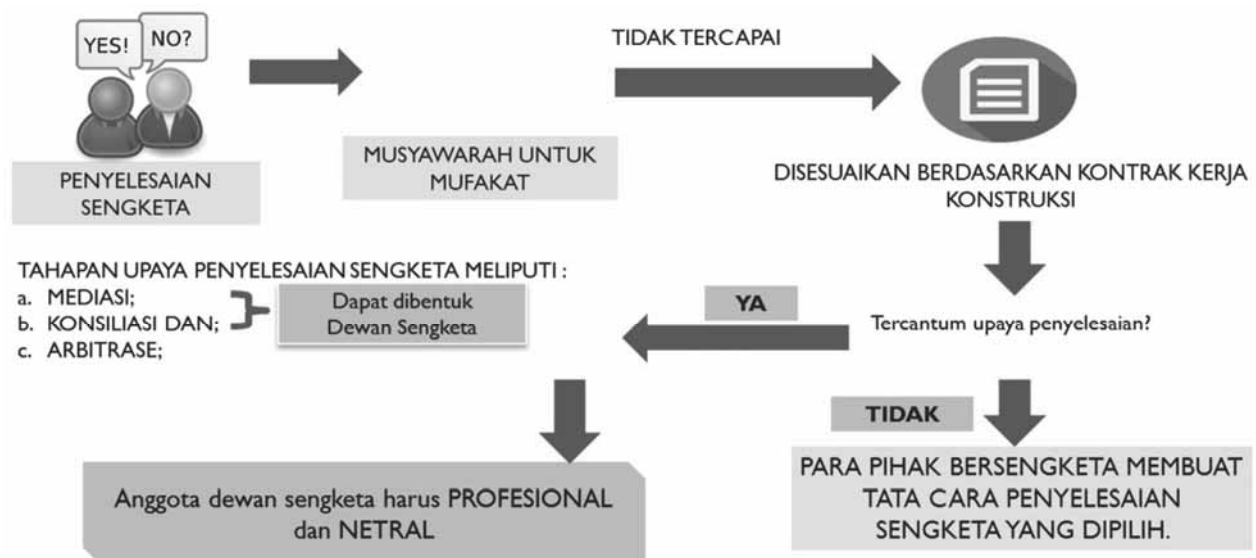 YES!
NO?
PENYELESAIAN
SENGKETA
MUSYAWARAH UNTUK
MUFAKAT
TIDAK TERCAPAI
DISESUAIKAN BERDASARKAN KONTRAK KERJA
KONSTRUKSI
Tercantum upaya penyelesaian?
YA
TAHAPAN UPAYA PENYELESAIAN SENGKETA MELIPUTI :
a. MEDIASI;
b. KONSILIASI DAN;
c. ARBITRASE;
Dapat dibentuk
Dewan Sengketa
Anggota dewan sengketa harus PROFESIONAL
dan NETRAL
TIDAK
PARA PIHAK BERSENGKETA MEMBUAT
TATA CARA PENYELESAIAN
SENGKETA YANG DIPILIH.